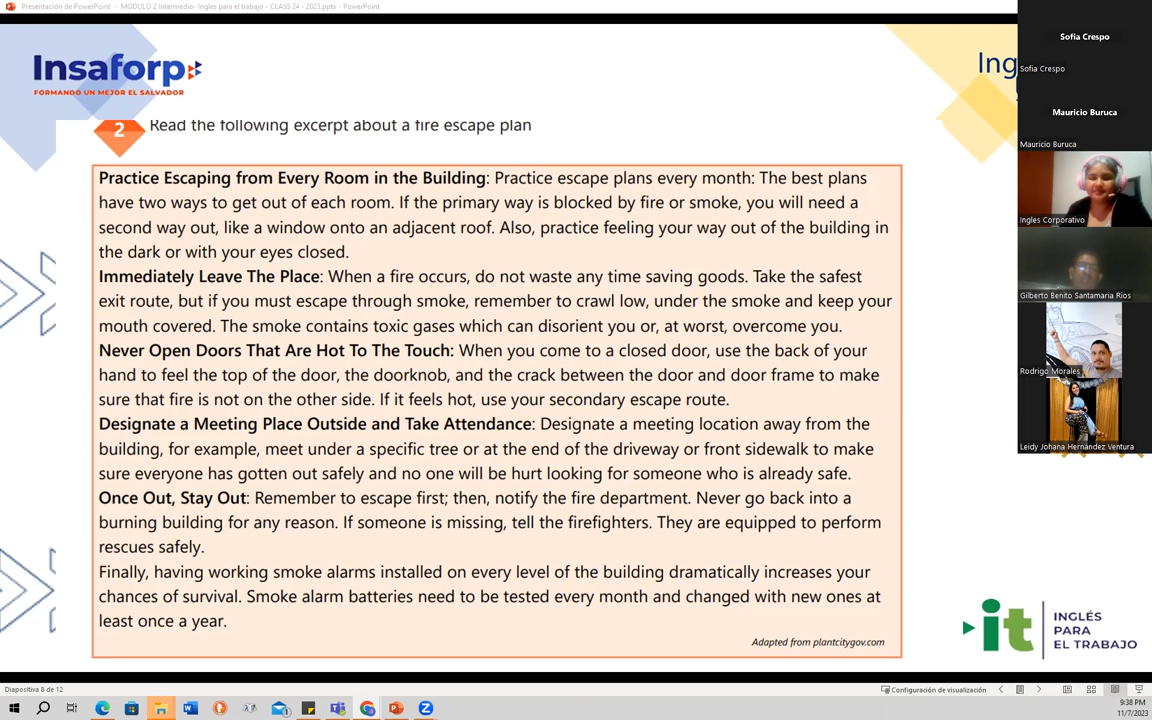 Presentación de PowerPoint - MODULO 2 Intermedio- Ingles para el trabajo - CLASS 24 - 2023.pptx - PowerPoint
Insaforp
FORMANDO UN MEJOR EL SALVADOR
Ing
2 Read the following excerpt about a fire escape plan
Practice Escaping from Every Room in the Building: Practice escape plans every month: The best plans
have two ways to get out of each room. If the primary way is blocked by fire or smoke, you will need a
second way out, like a window onto an adjacent roof. Also, practice feeling your way out of the building in
the dark or with your eyes closed.
Immediately Leave The Place: When a fire occurs, do not waste any time saving goods. Take the safest
exit route, but if you must escape through smoke, remember to crawl low, under the smoke and keep your
mouth covered. The smoke contains toxic gases which can disorient you or, at worst, overcome you.
Never Open Doors That Are Hot To The Touch: When you come to a closed door, use the back of your
hand to feel the top of the door, the doorknob, and the crack between the door and door frame to make
sure that fire is not on the other side. If it feels hot, use your secondary escape route.
Designate a Meeting Place Outside and Take Attendance: Designate a meeting location away from the
building, for example, meet under a specific tree or at the end of the driveway or front sidewalk to make
sure everyone has gotten out safely and no one will be hurt looking for someone who is already safe.
Once Out, Stay Out: Remember to escape first; then, notify the fire department. Never go back into a
burning building for any reason. If someone is missing, tell the firefighters. They are equipped to perform
rescues safely.
Finally, having working smoke alarms installed on every level of the building dramatically increases your
chances of survival. Smoke alarm batteries need to be tested every month and changed with new ones at
least once a year.
Adapted from plantcitygov.com
Sofia Crespo
Sofia Crespo
Mauricio Buruca
Mauricio Buruca
Ingles Corporativo
Gilberto Benito Santamaria Rios
Rodrigo Morales
Leidy Johana Hernández Ventura
it
INGLÉS
PARA
EL TRABAJO
Diapositiva 8 de 12
Configuración de visualización
9:38 PM
11/7/2023